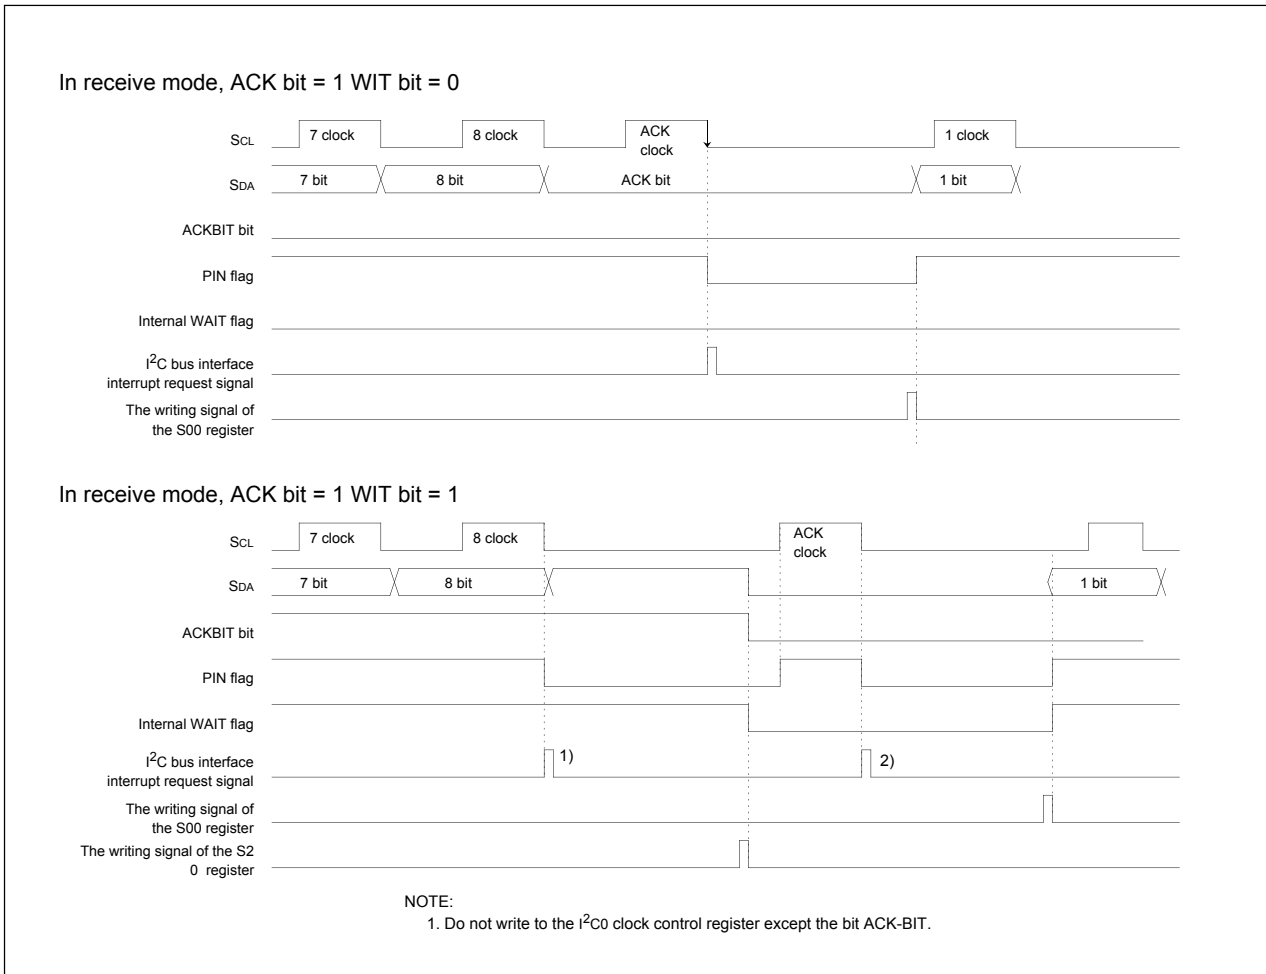 In receive mode, ACK bit = 1 WIT bit = 0
SCL
7 clock
8 clock
ACK
clock
1 clock
SDA
7 bit
8 bit
ACK bit
1 bit
ACKBIT bit
PIN flag
Internal WAIT flag
I2C bus interface
interrupt request signal
The writing signal of
the S00 register
In receive mode, ACK bit = 1 WIT bit = 1
SCL
7 clock
8 clock
ACK
clock
SDA
7 bit
8 bit
1 bit
ACKBIT bit
PIN flag
Internal WAIT flag
I2C bus interface
interrupt request signal
1)
2)
The writing signal of
the S00 register
The writing signal of the S2
0 register
NOTE:
1. Do not write to the I2C0 clock control register except the bit ACK-BIT.